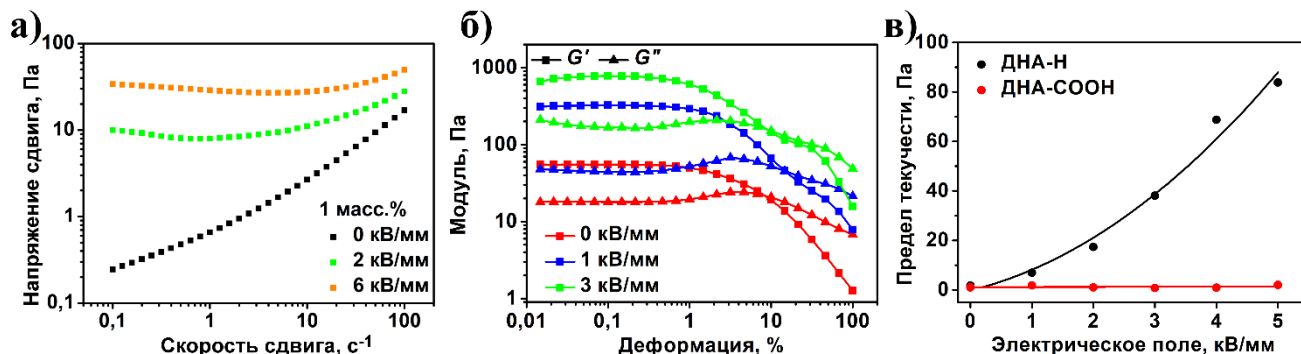 а)
Напряжение сдвига, Па
100
10
1
0,1
1 масс.%
0 кВ/мм
2 кВ/мм
6 кВ/мм
0,1 1 10 100
Скорость сдвига, с-1
б)
Модуль, Па
1000
100
10
1
G′ G″
0 кВ/мм
1 кВ/мм
3 кВ/мм
0,01 0,1 1 10 100
Деформация, %
в)
Предел текучести, Па
100
80
60
40
20
0
ДНА-Н
ДНА-СООН
0 1 2 3 4 5
Электрическое поле, кВ/мм